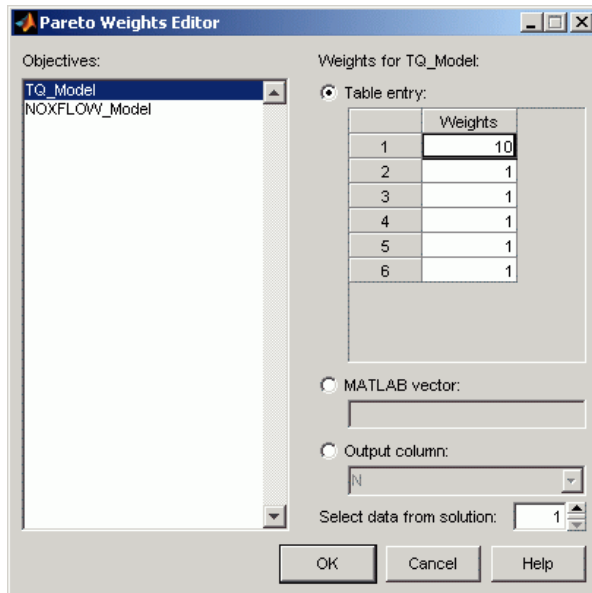 Pareto Weights Editor
Objectives:
TQ_Model
NOXFLOW_Model
Weights for TQ_Model:
Table entry:
Weights
1 10
2 1
3 1
4 1
5 1
6 1
MATLAB vector:
Output column:
N
Select data from solution: 1
OK Cancel Help